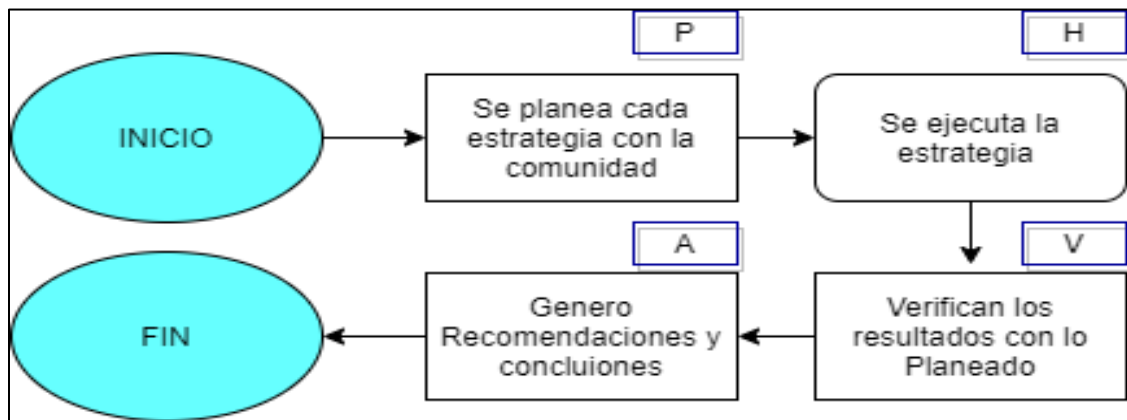 INICIO
P
Se planea cada
estrategia con la
comunidad
H
Se ejecuta la
estrategia
V
Verifican los
resultados con lo
Planeado
A
Genero
Recomendaciones y
concluiones
FIN